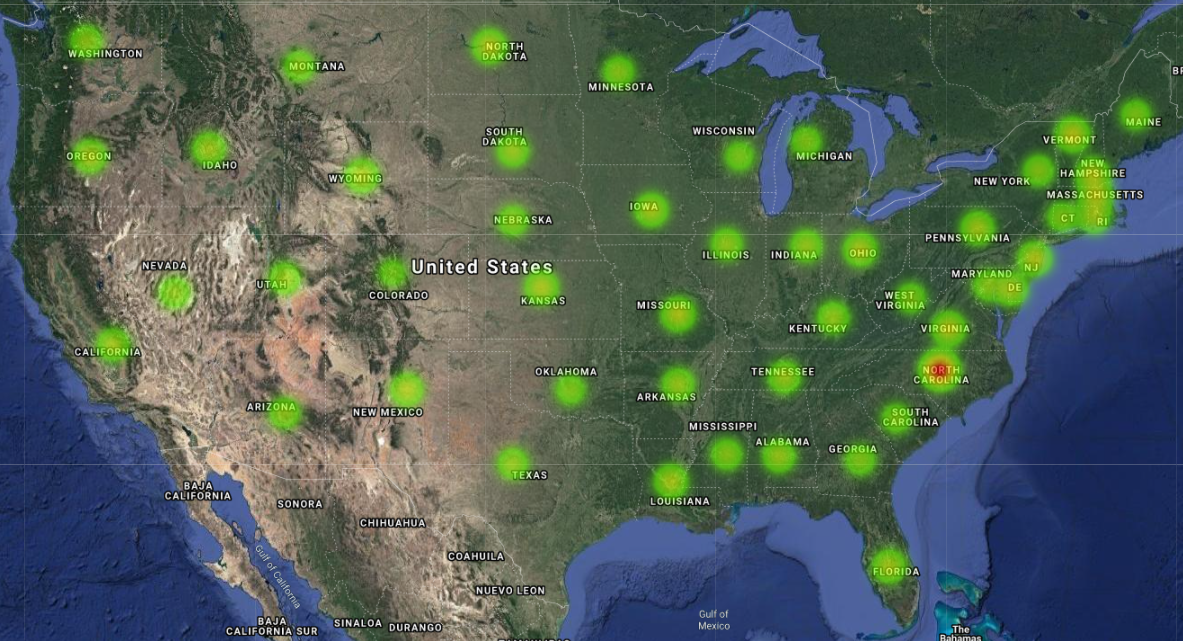 WASHINGTON
MONTANA
NORTH
DAKOTA
MINNESOTA
BR
MAINE
VERMONT
OREGON
IDAHO
WYOMING
SOUTH
DAKOTA
WISCONSIN
MICHIGAN
NEW YORK
NEW
HAMPSHIRE
MASSACHUSETTS
CT
RI
IOWA
NEBRASKA
PENNSYLVANIA
ILLINOIS
INDIANA
OHIO
NEVADA
UTAH
United States
COLORADO
KANSAS
MARYLAND
NJ
DE
MISSOURI
WEST
VIRGINIA
KENTUCKY
VIRGINIA
CALIFORNIA
OKLAHOMA
TENNESSEE
NORTH
CAROLINA
ARIZONA
NEW MEXICO
ARKANSAS
SOUTH
CAROLINA
MISSISSIPPI
ALABAMA
GEORGIA
TEXAS
LOUISIANA
BAJA
CALIFORNIA
SONORA
CHIHUAHUA
COAHUILA
Gulf of California
NUEVO LEON
FLORIDA
BAJA
CALIFORNIA SUR
SINALOA
DURANGO
Gulf of
Mexico
The
Bahamas